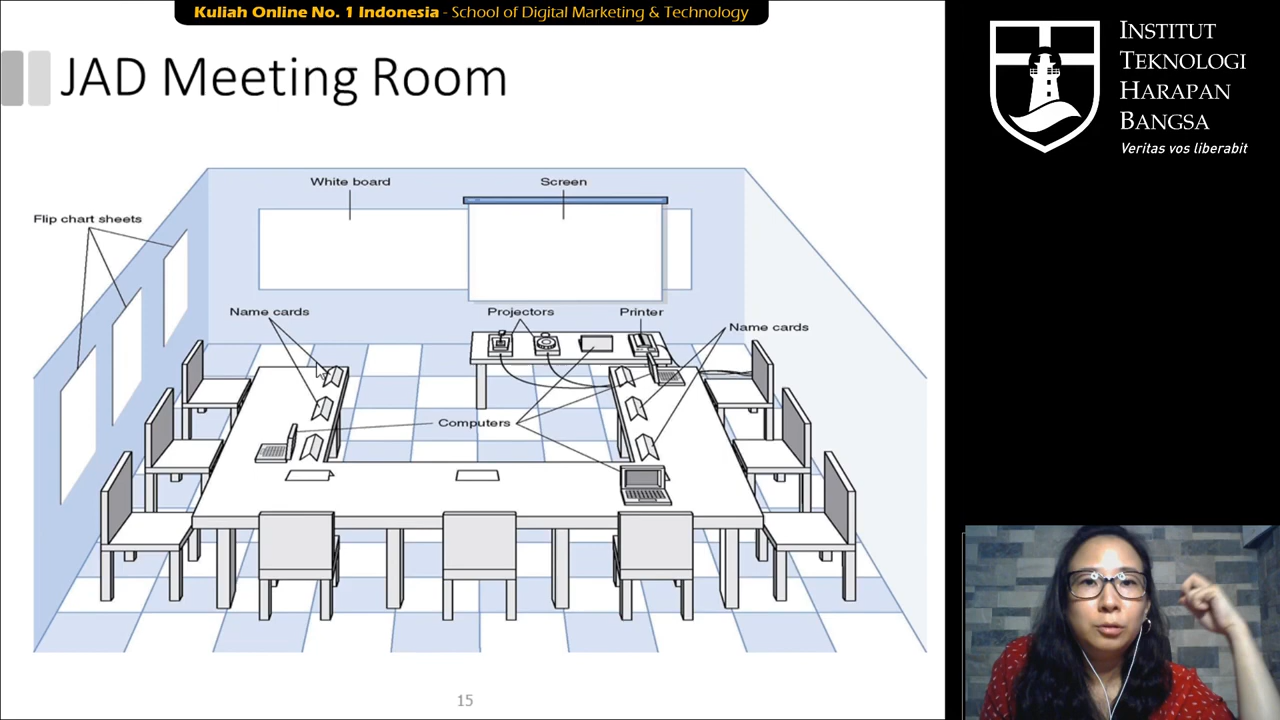 Kuliah Online No. 1 Indonesia - School of Digital Marketing & Technology
JAD Meeting Room
INSTITUT
TEKNOLOGI
HARAPAN
BANGSA
Veritas vos liberabit
White board
Screen
Flip chart sheets
Name cards
Projectors
Printer
Name cards
Computers
15